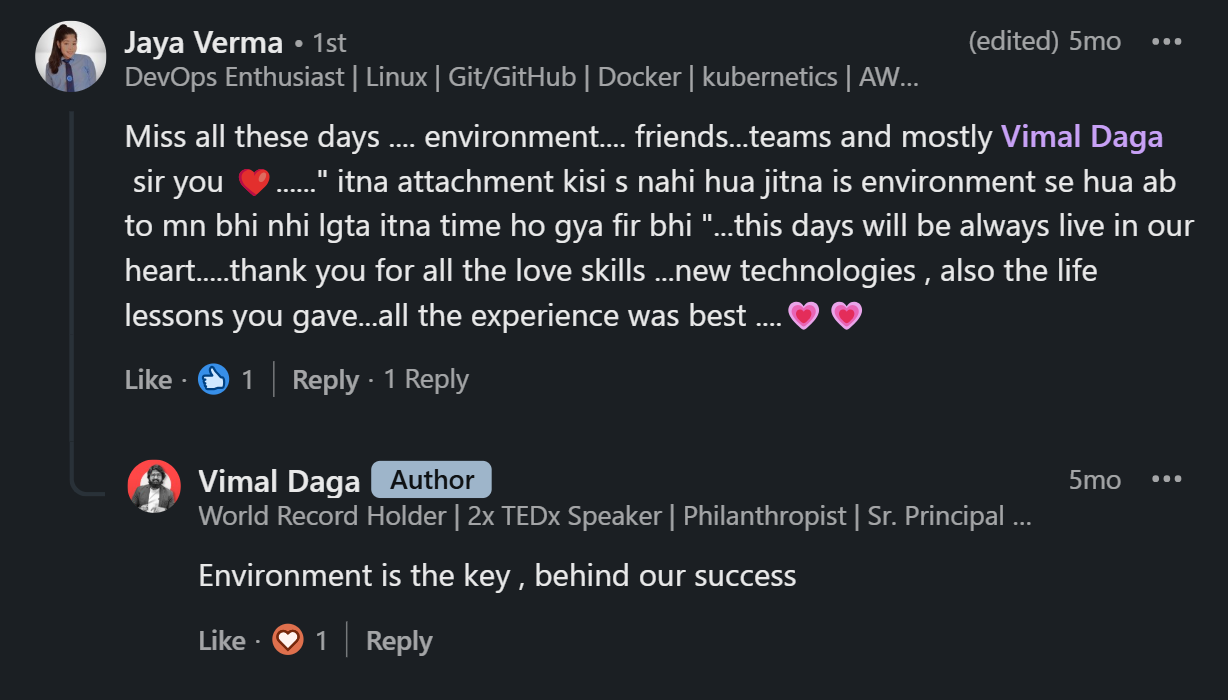 Jaya Verma • 1st
(edited) 5mo
DevOps Enthusiast | Linux | Git/GitHub | Docker | kubernetics | AW...
Miss all these days .... environment.... friends...teams and mostly Vimal Daga
sir you ❤️......" itna attachment kisi s nahi hua jitna is environment se hua ab
to mn bhi nhi lgta itna time ho gya fir bhi "...this days will be always live in our
heart.....thank you for all the love skills ...new technologies , also the life
lessons you gave...all the experience was best ....💗 💗
Like · 1 | Reply · 1 Reply
Vimal Daga Author
5mo
World Record Holder | 2x TEDx Speaker | Philanthropist | Sr. Principal ...
Environment is the key , behind our success
Like · 1 | Reply